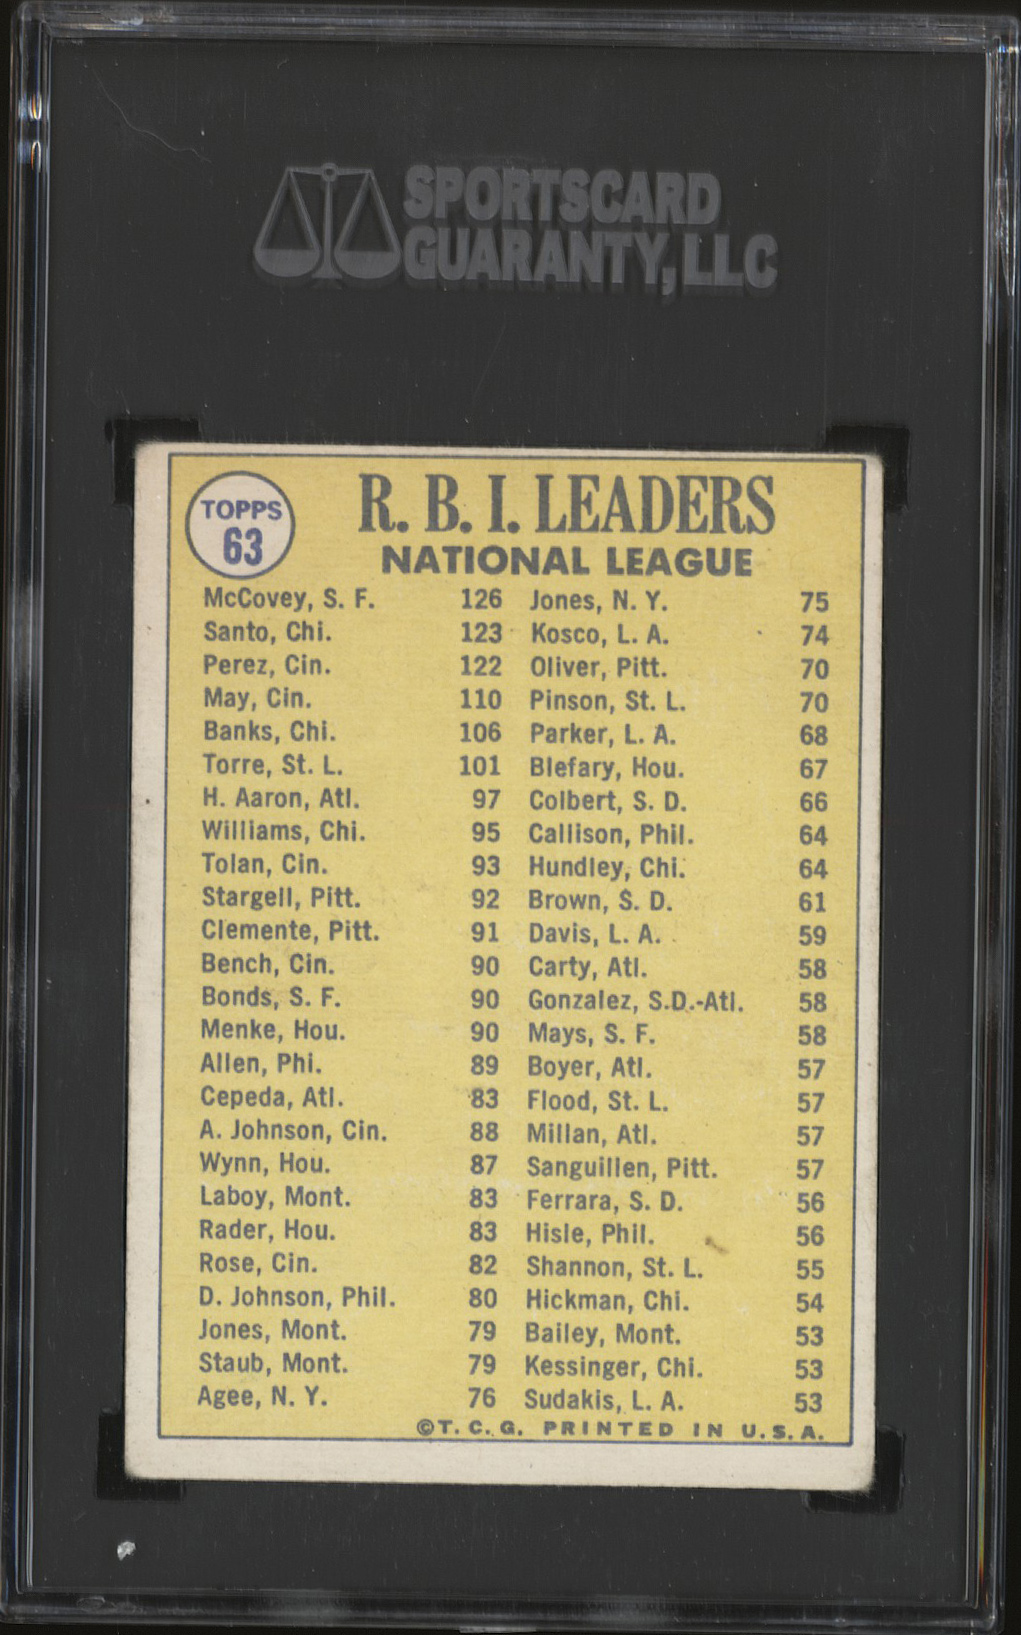 SPORTSCARD
GUARANTY, LLC
TOPPS
63
R. B. I. LEADERS
NATIONAL LEAGUE
McCovey, S. F. 126
Santo, Chi. 123
Perez, Cin. 122
May, Cin. 110
Banks, Chi. 106
Torre, St. L. 101
H. Aaron, Atl. 97
Williams, Chi. 95
Tolan, Cin. 93
Stargell, Pitt. 92
Clemente, Pitt. 91
Bench, Cin. 90
Bonds, S. F. 90
Menke, Hou. 90
Allen, Phi. 89
Cepeda, Atl. 83
A. Johnson, Cin. 88
Wynn, Hou. 87
Laboy, Mont. 83
Rader, Hou. 83
Rose, Cin. 82
D. Johnson, Phil. 80
Jones, Mont. 79
Staub, Mont. 79
Agee, N. Y. 76
Jones, N. Y. 75
Kosco, L. A. 74
Oliver, Pitt. 70
Pinson, St. L. 70
Parker, L. A. 68
Blefary, Hou. 67
Colbert, S. D. 66
Callison, Phil. 64
Hundley, Chi. 64
Brown, S. D. 61
Davis, L. A. 59
Carty, Atl. 58
Gonzalez, S.D.-Atl. 58
Mays, S. F. 58
Boyer, Atl. 57
Flood, St. L. 57
Millan, Atl. 57
Sanguillen, Pitt. 57
Ferrara, S. D. 56
Hisle, Phil. 56
Shannon, St. L. 55
Hickman, Chi. 54
Bailey, Mont. 53
Kessinger, Chi. 53
Sudakis, L. A. 53
©T. C. G. PRINTED IN U. S. A.